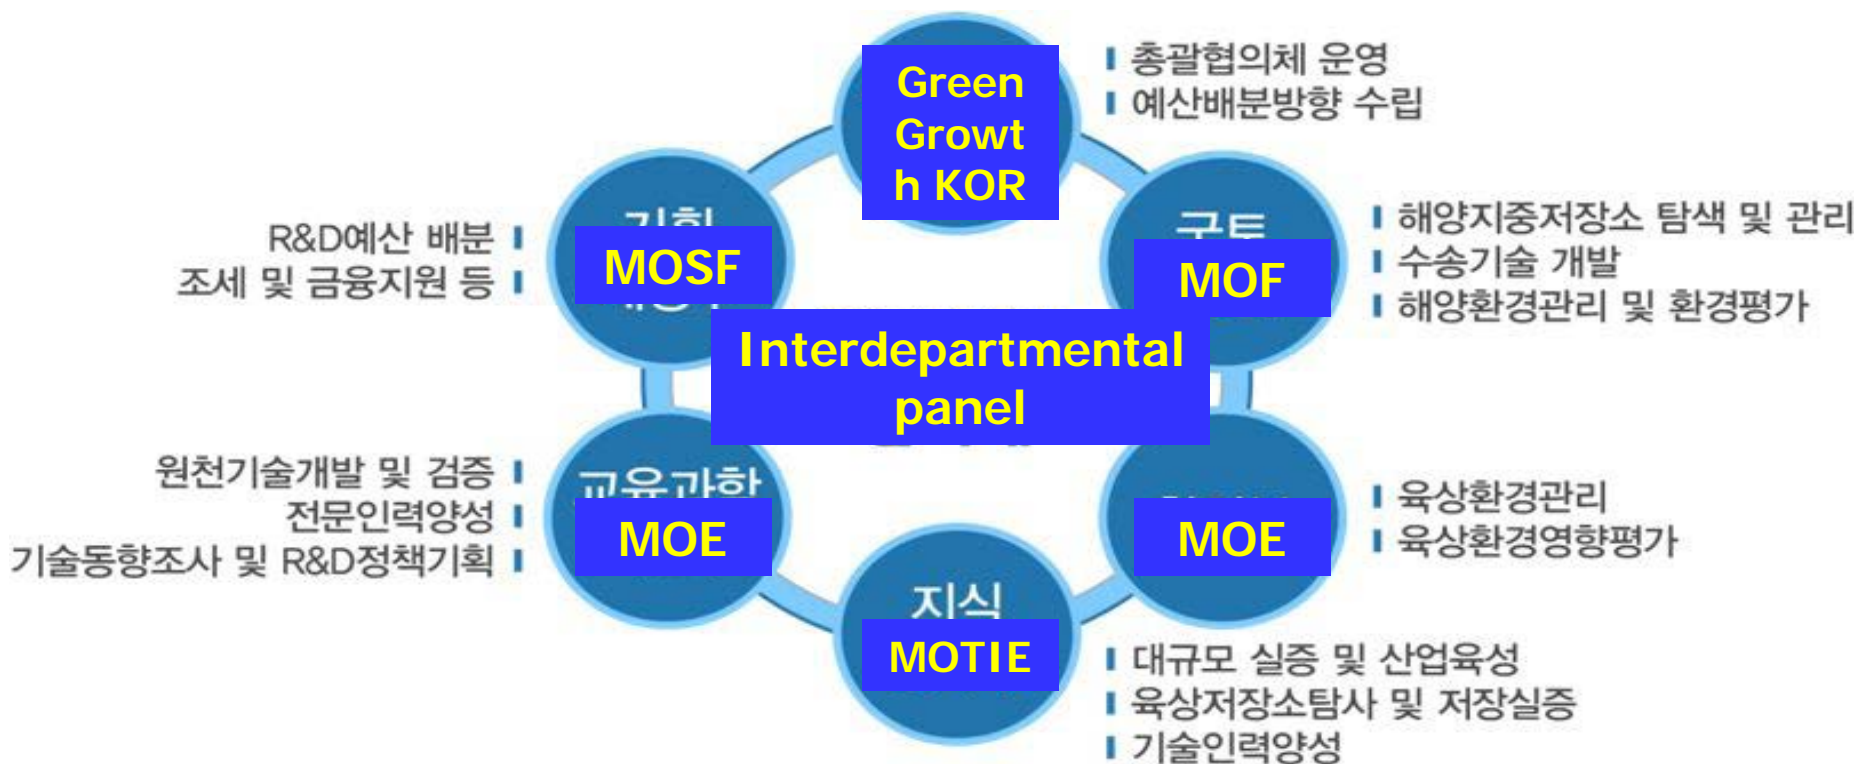 Green
Growt
h KOR
총괄협의체 운영
예산배분방향 수립
R&D예산 배분
조세 및 금융지원 등
MOSF
국토
MOF
해양지중저장소 탐색 및 관리
수송기술 개발
해양환경관리 및 환경평가
Interdepartmental
panel
원천기술개발 및 검증
전문인력양성
기술동향조사 및 R&D정책기획
교육과학
MOE
MOE
육상환경관리
육상환경영향평가
지식
MOTIE
대규모 실증 및 산업육성
육상저장소탐사 및 저장실증
기술인력양성